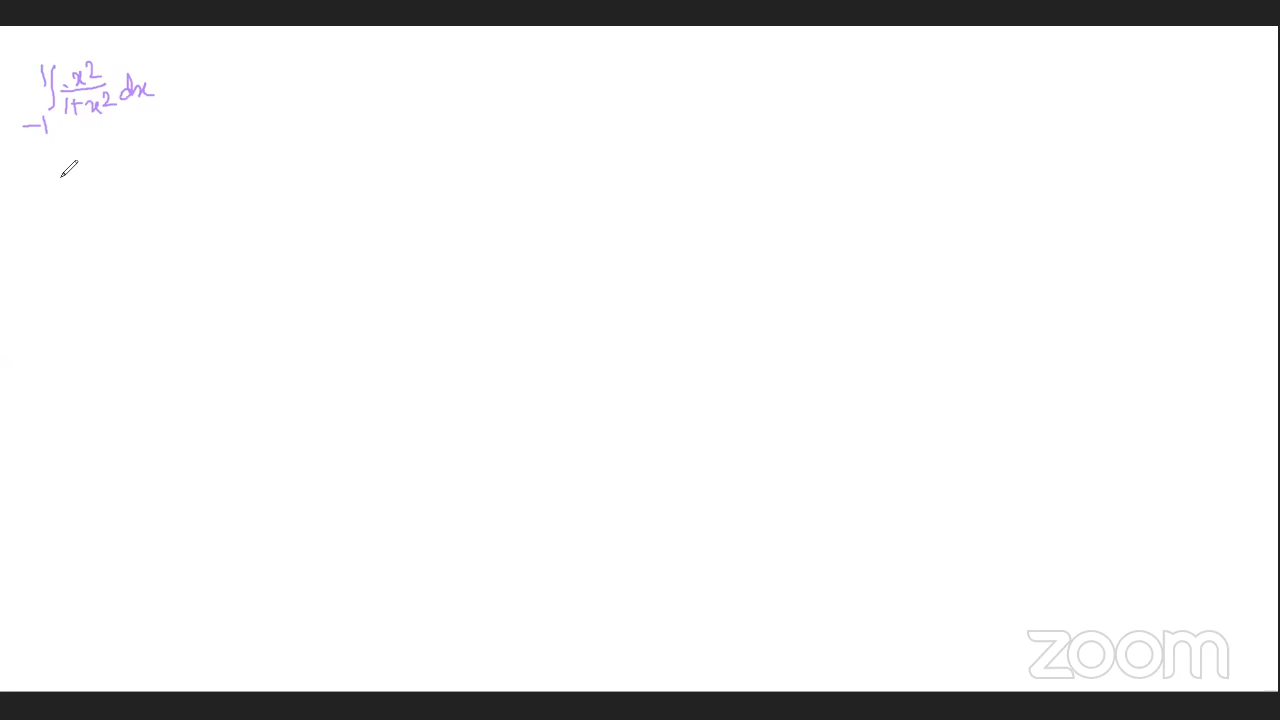 ∫_{-1}^{1} x²/(1+x²) dx
zoom